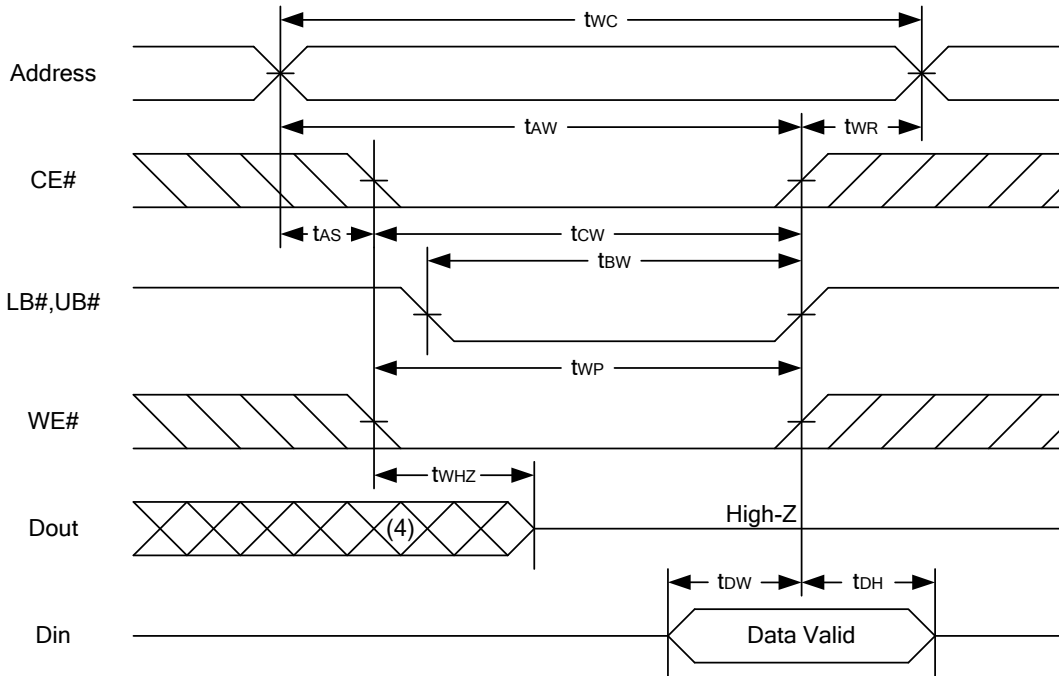 tWC
Address
tAW
tWR
CE#
tAS
tCW
tBW
LB#,UB#
tWP
WE#
tWHZ
Dout
(4)
High-Z
tDW
tDH
Din
Data Valid